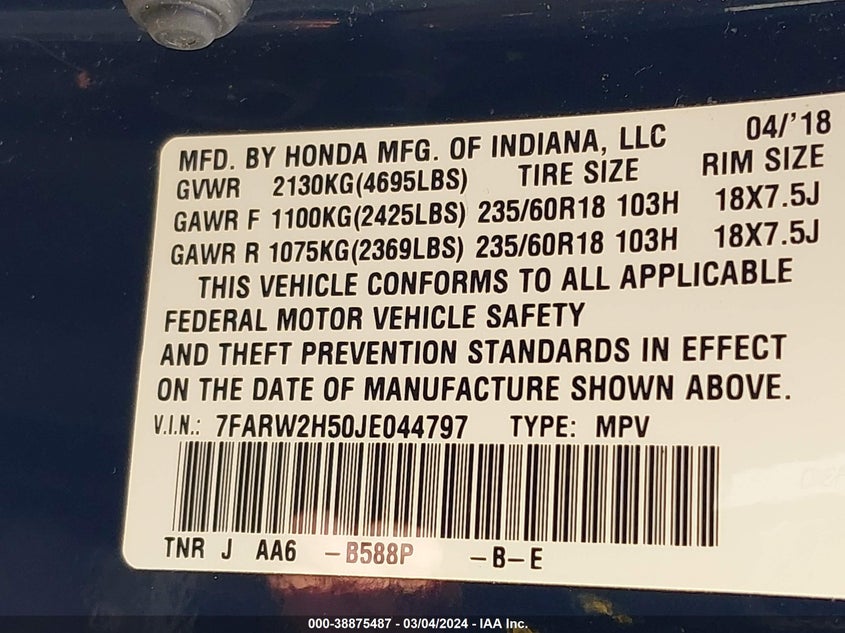 MFD. BY HONDA MFG. OF INDIANA, LLC 04/'18
GVWR 2130KG(4695LBS) TIRE SIZE RIM SIZE
GAWR F 1100KG(2425LBS) 235/60R18 103H 18X7.5J
GAWR R 1075KG(2369LBS) 235/60R18 103H 18X7.5J
THIS VEHICLE CONFORMS TO ALL APPLICABLE
FEDERAL MOTOR VEHICLE SAFETY
AND THEFT PREVENTION STANDARDS IN EFFECT
ON THE DATE OF MANUFACTURE SHOWN ABOVE.
V.I.N.: 7FARW2H50JE044797 TYPE: MPV
TNR J AA6 -B588P -B-E
000-38875487 - 03/04/2024 - IAA Inc.